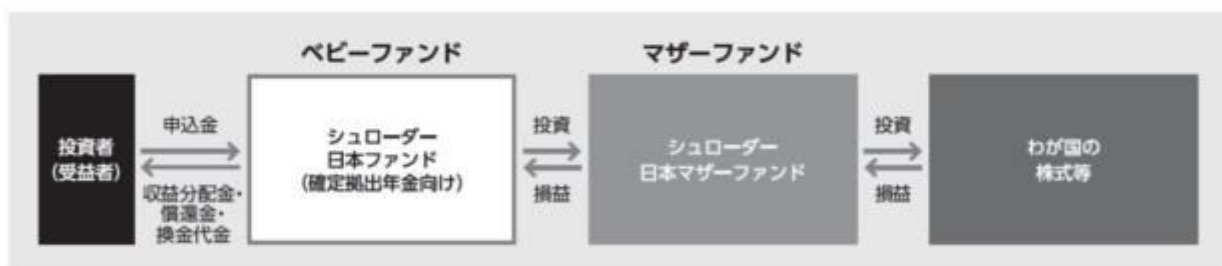 ベビーファンド
マザーファンド
投資者
(受益者)
申込金
収益分配金・
償還金・
換金代金
シュローダー
日本ファンド
(確定拠出年金向け)
投資
損益
シュローダー
日本マザーファンド
投資
損益
わが国の
株式等